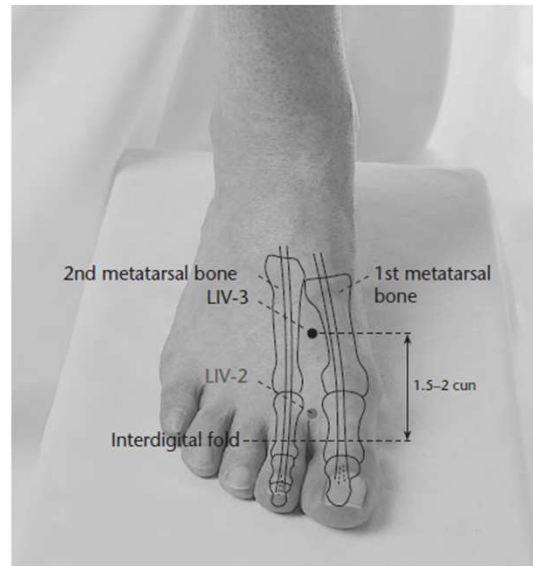 2nd metatarsal bone
1st metatarsal
bone
LIV-3
LIV-2
1.5–2 cun
Interdigital fold